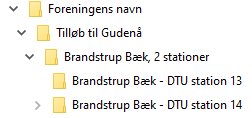 Foreningens navn
Tilløb til Gudenå
Brandstrup Bæk, 2 stationer
Brandstrup Bæk - DTU station 13
Brandstrup Bæk - DTU station 14